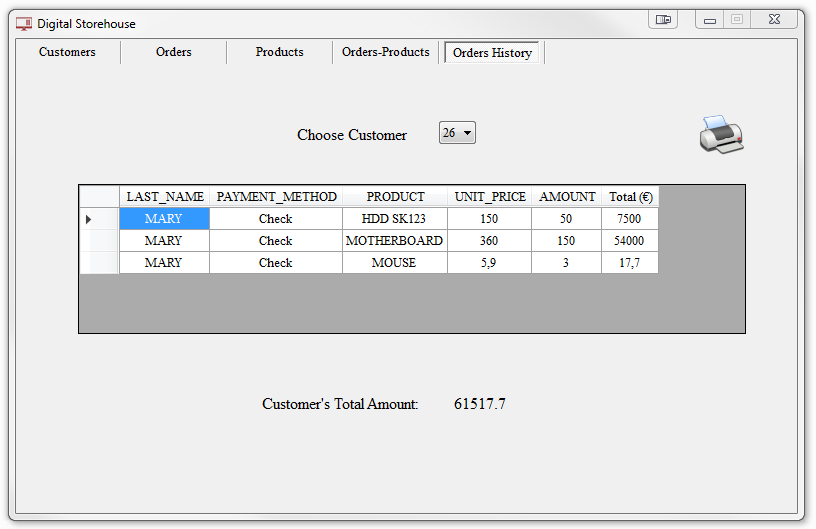 Digital Storehouse
Customers Orders Products Orders-Products Orders History
Choose Customer 26
LAST_NAME PAYMENT_METHOD PRODUCT UNIT_PRICE AMOUNT Total (€)
MARY Check HDD SK123 150 50 7500
MARY Check MOTHERBOARD 360 150 54000
MARY Check MOUSE 5,9 3 17,7
Customer's Total Amount: 61517.7